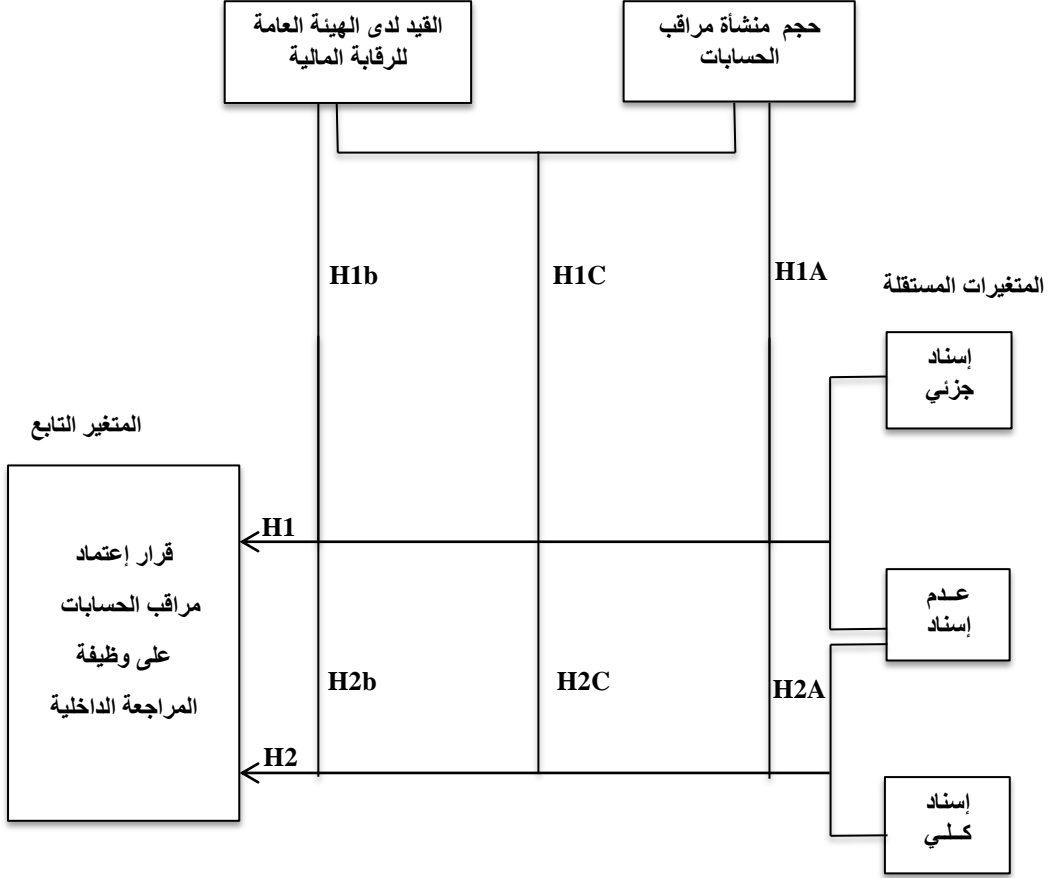 حجم منشأة مراقب
الحسابات
القيد لدى الهيئة العامة
للرقابة المالية
H1A
H1C
H1b
المتغيرات المستقلة
إسناد
جزئي
المتغير التابع
قرار إعتماد
مراقب الحسابات
على وظيفة
المراجعة الداخلية
H1
عـدم
إسناد
H2A
H2C
H2b
H2
إسناد
كـلـي